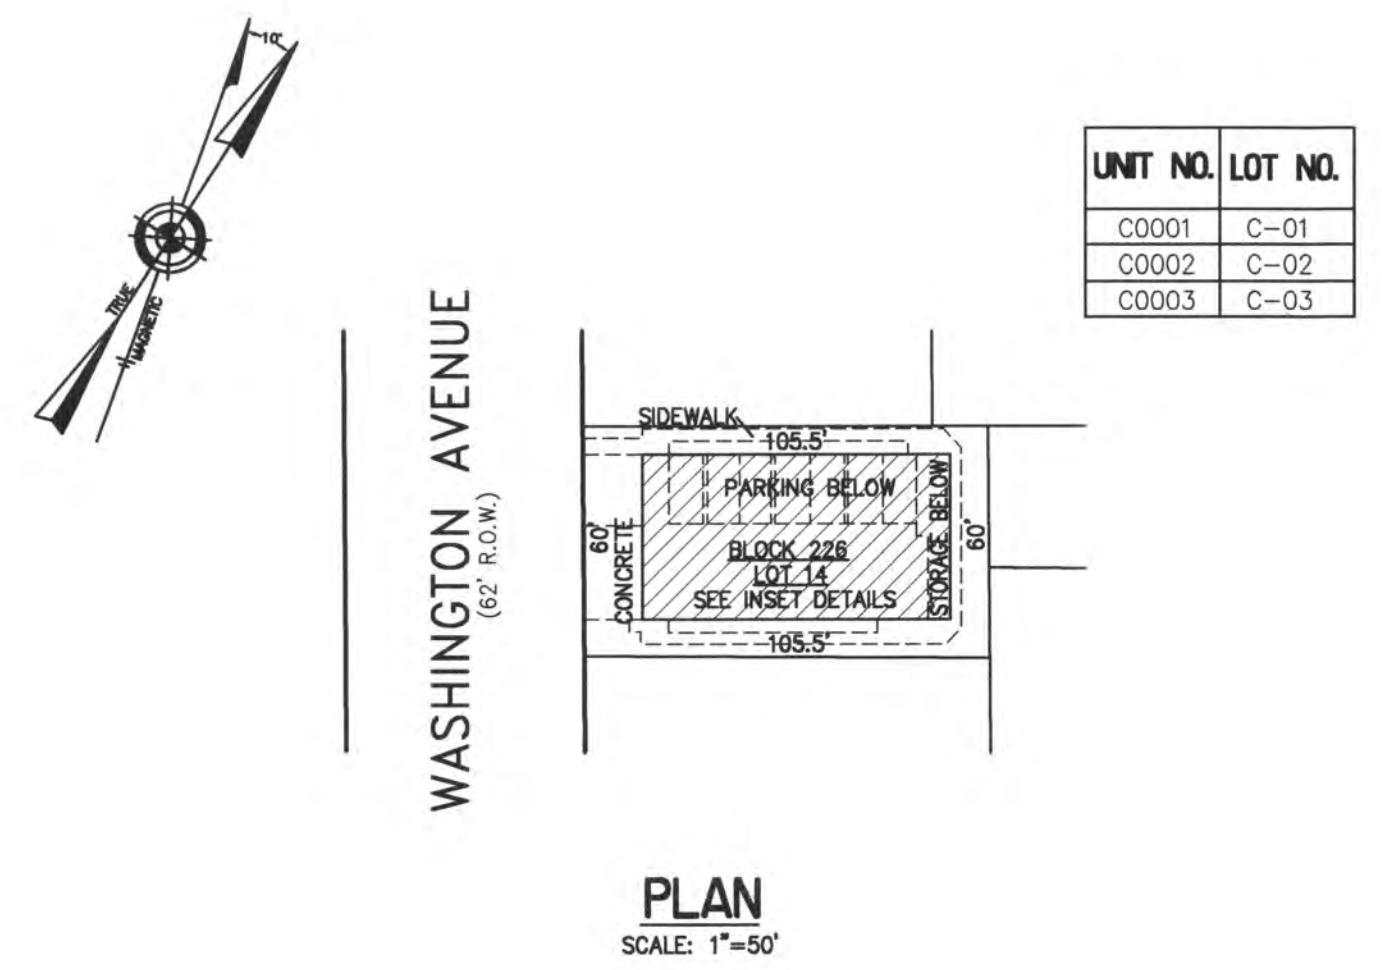 10°
TRUE
MAGNETIC
UNIT NO. LOT NO.
C0001 C-01
C0002 C-02
C0003 C-03
WASHINGTON AVENUE
(62' R.O.W.)
SIDEWALK
105.5'
PARKING BELOW
STORAGE BELOW
60'
60'
CONCRETE
BLOCK 226
LOT 14
SEE INSET DETAILS
105.5'
PLAN
SCALE: 1"=50'